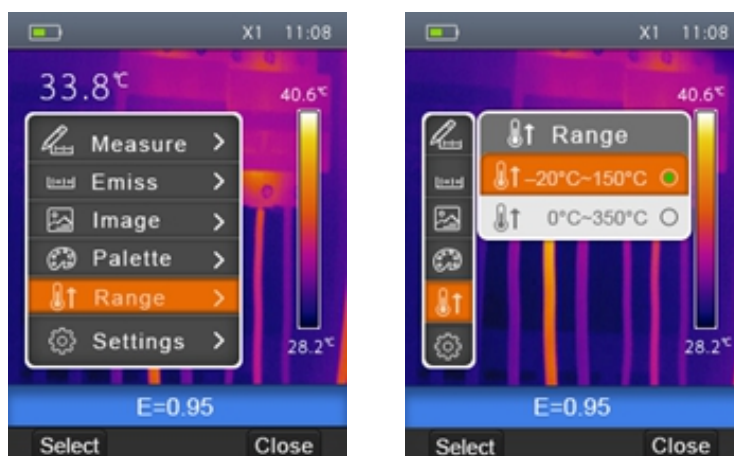 X1 11:08
33.8℃
40.6℃
Measure
Emiss
Image
Palette
Range
Settings
28.2℃
E=0.95
Select Close
X1 11:08
40.6℃
Range
-20°C~150°C
0°C~350°C
28.2℃
E=0.95
Select Close